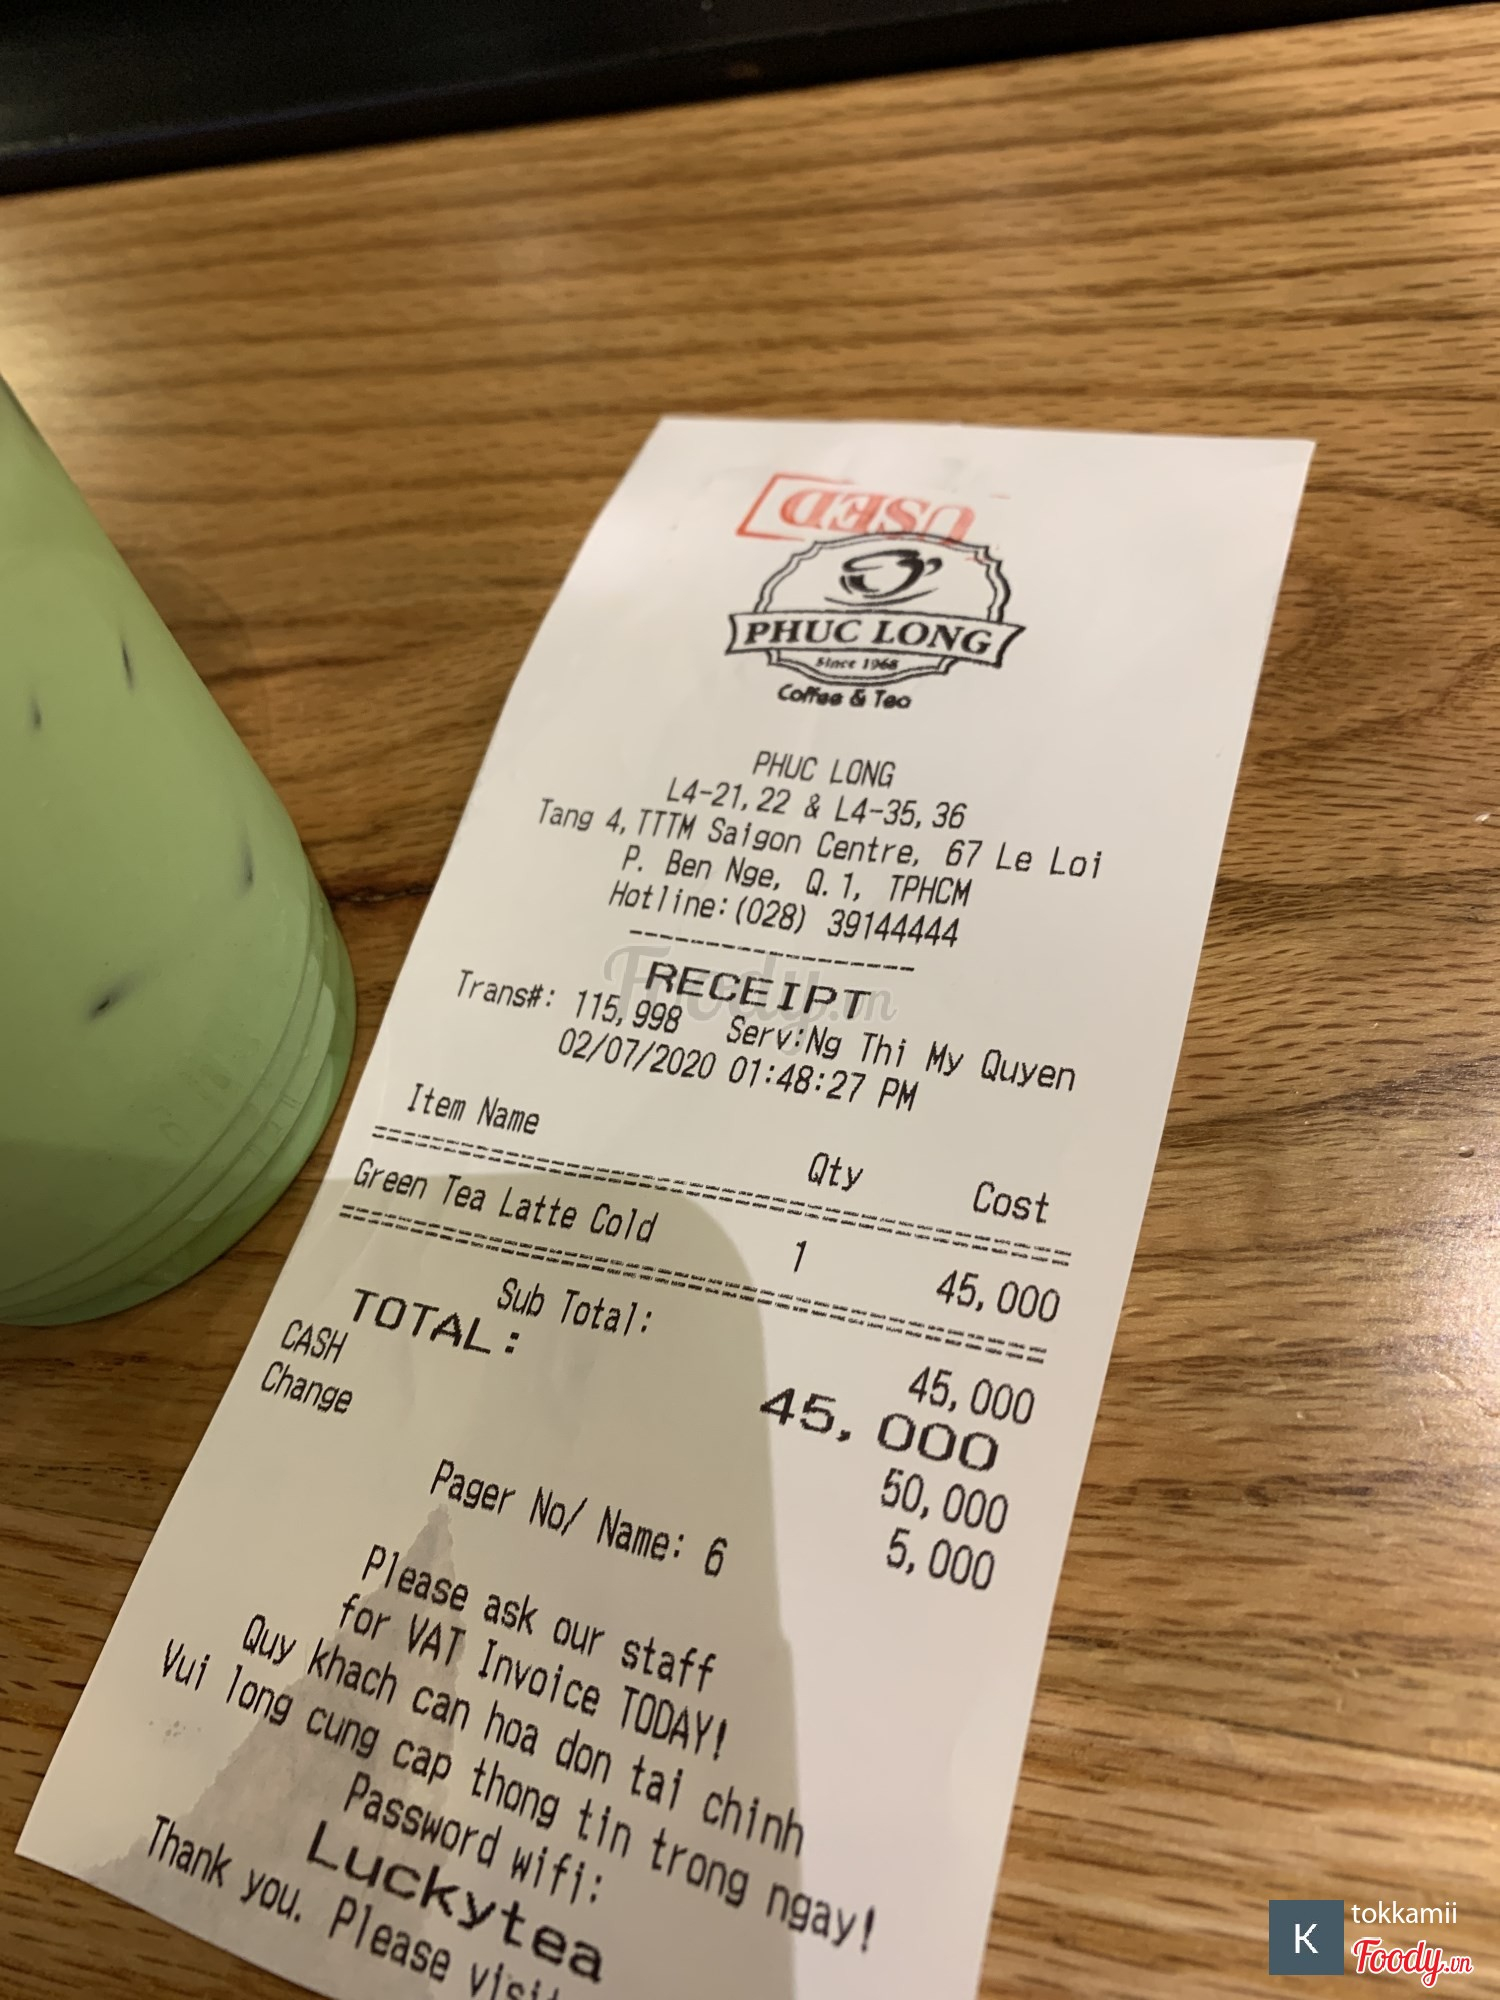 USED
PHUC LONG
Since 1968
Coffee & Tea
PHUC LONG
L4-21,22 & L4-35,36
Tang 4,TTTM Saigon Centre, 67 Le Loi
P. Ben Nge, Q.1, TPHCM
Hotline:(028) 39144444
RECEIPT
Trans#: 115,998 Serv:Ng Thi My Quyen
02/07/2020 01:48:27 PM
Item Name Qty Cost
Green Tea Latte Cold 1 45,000
Sub Total: 45,000
TOTAL: 45,000
CASH 50,000
Change 5,000
Pager No/ Name: 6
Please ask our staff
for VAT Invoice TODAY!
Quy khach can hoa don tai chinh
Vui long cung cap thong tin trong ngay!
Password wifi:
Luckytea
Thank you. Please visit
Foody.vn
K tokkamii
Foody.vn